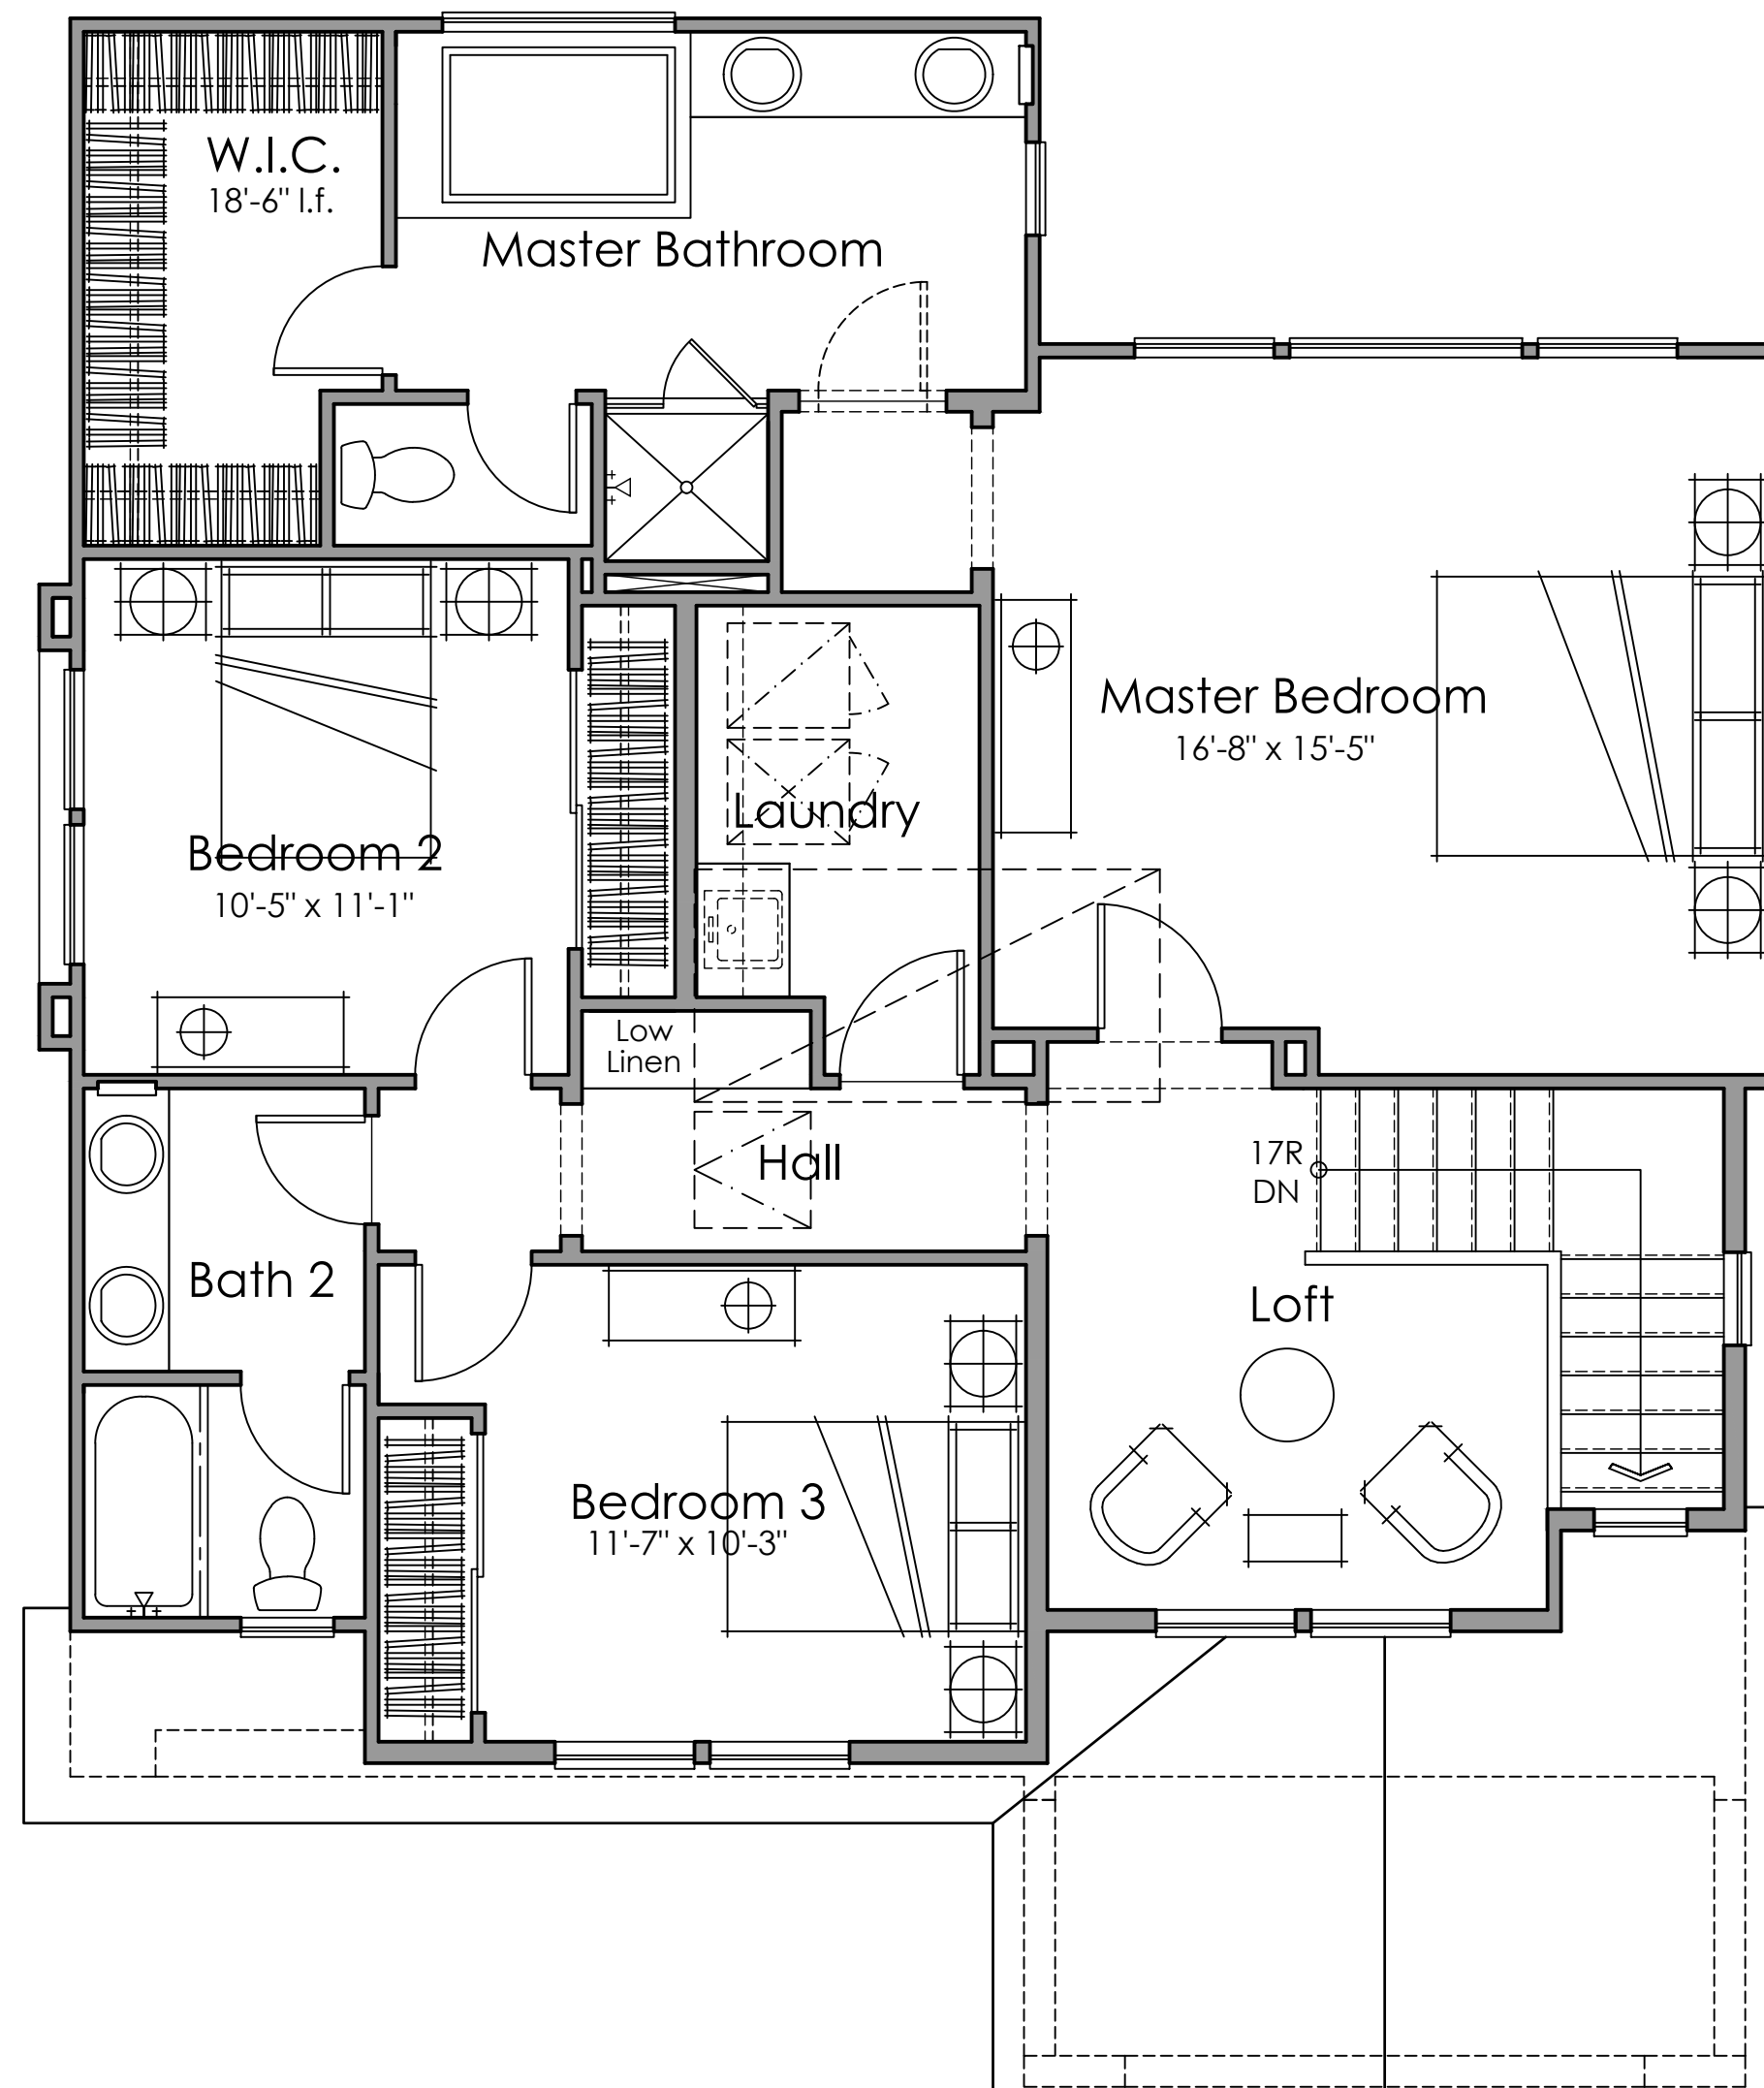 W.I.C.
18'-6" l.f.
Master Bathroom
Master Bedroom
16'-8" x 15'-5"
Laundry
Bedroom 2
10'-5" x 11'-1"
Low
Linen
Hall
17R
DN
Bath 2
Loft
Bedroom 3
11'-7" x 10'-3"